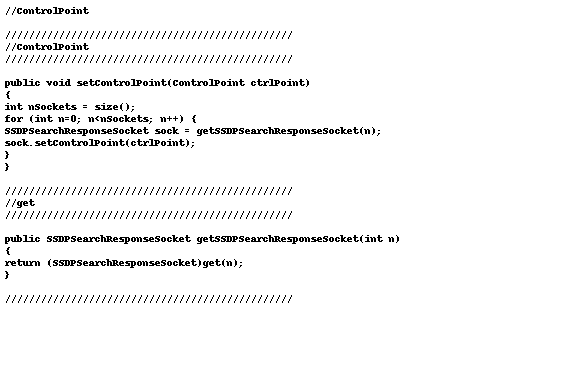 //ControlPoint
////////////////////////////////////////////////
//ControlPoint
////////////////////////////////////////////////
public void setControlPoint(ControlPoint ctrlPoint)
{
int nSockets = size();
for (int n=0; n<nSockets; n++) {
SSDPSearchResponseSocket sock = getSSDPSearchResponseSocket(n);
sock.setControlPoint(ctrlPoint);
}
}
////////////////////////////////////////////////
//get
////////////////////////////////////////////////
public SSDPSearchResponseSocket getSSDPSearchResponseSocket(int n)
{
return (SSDPSearchResponseSocket)get(n);
}
////////////////////////////////////////////////